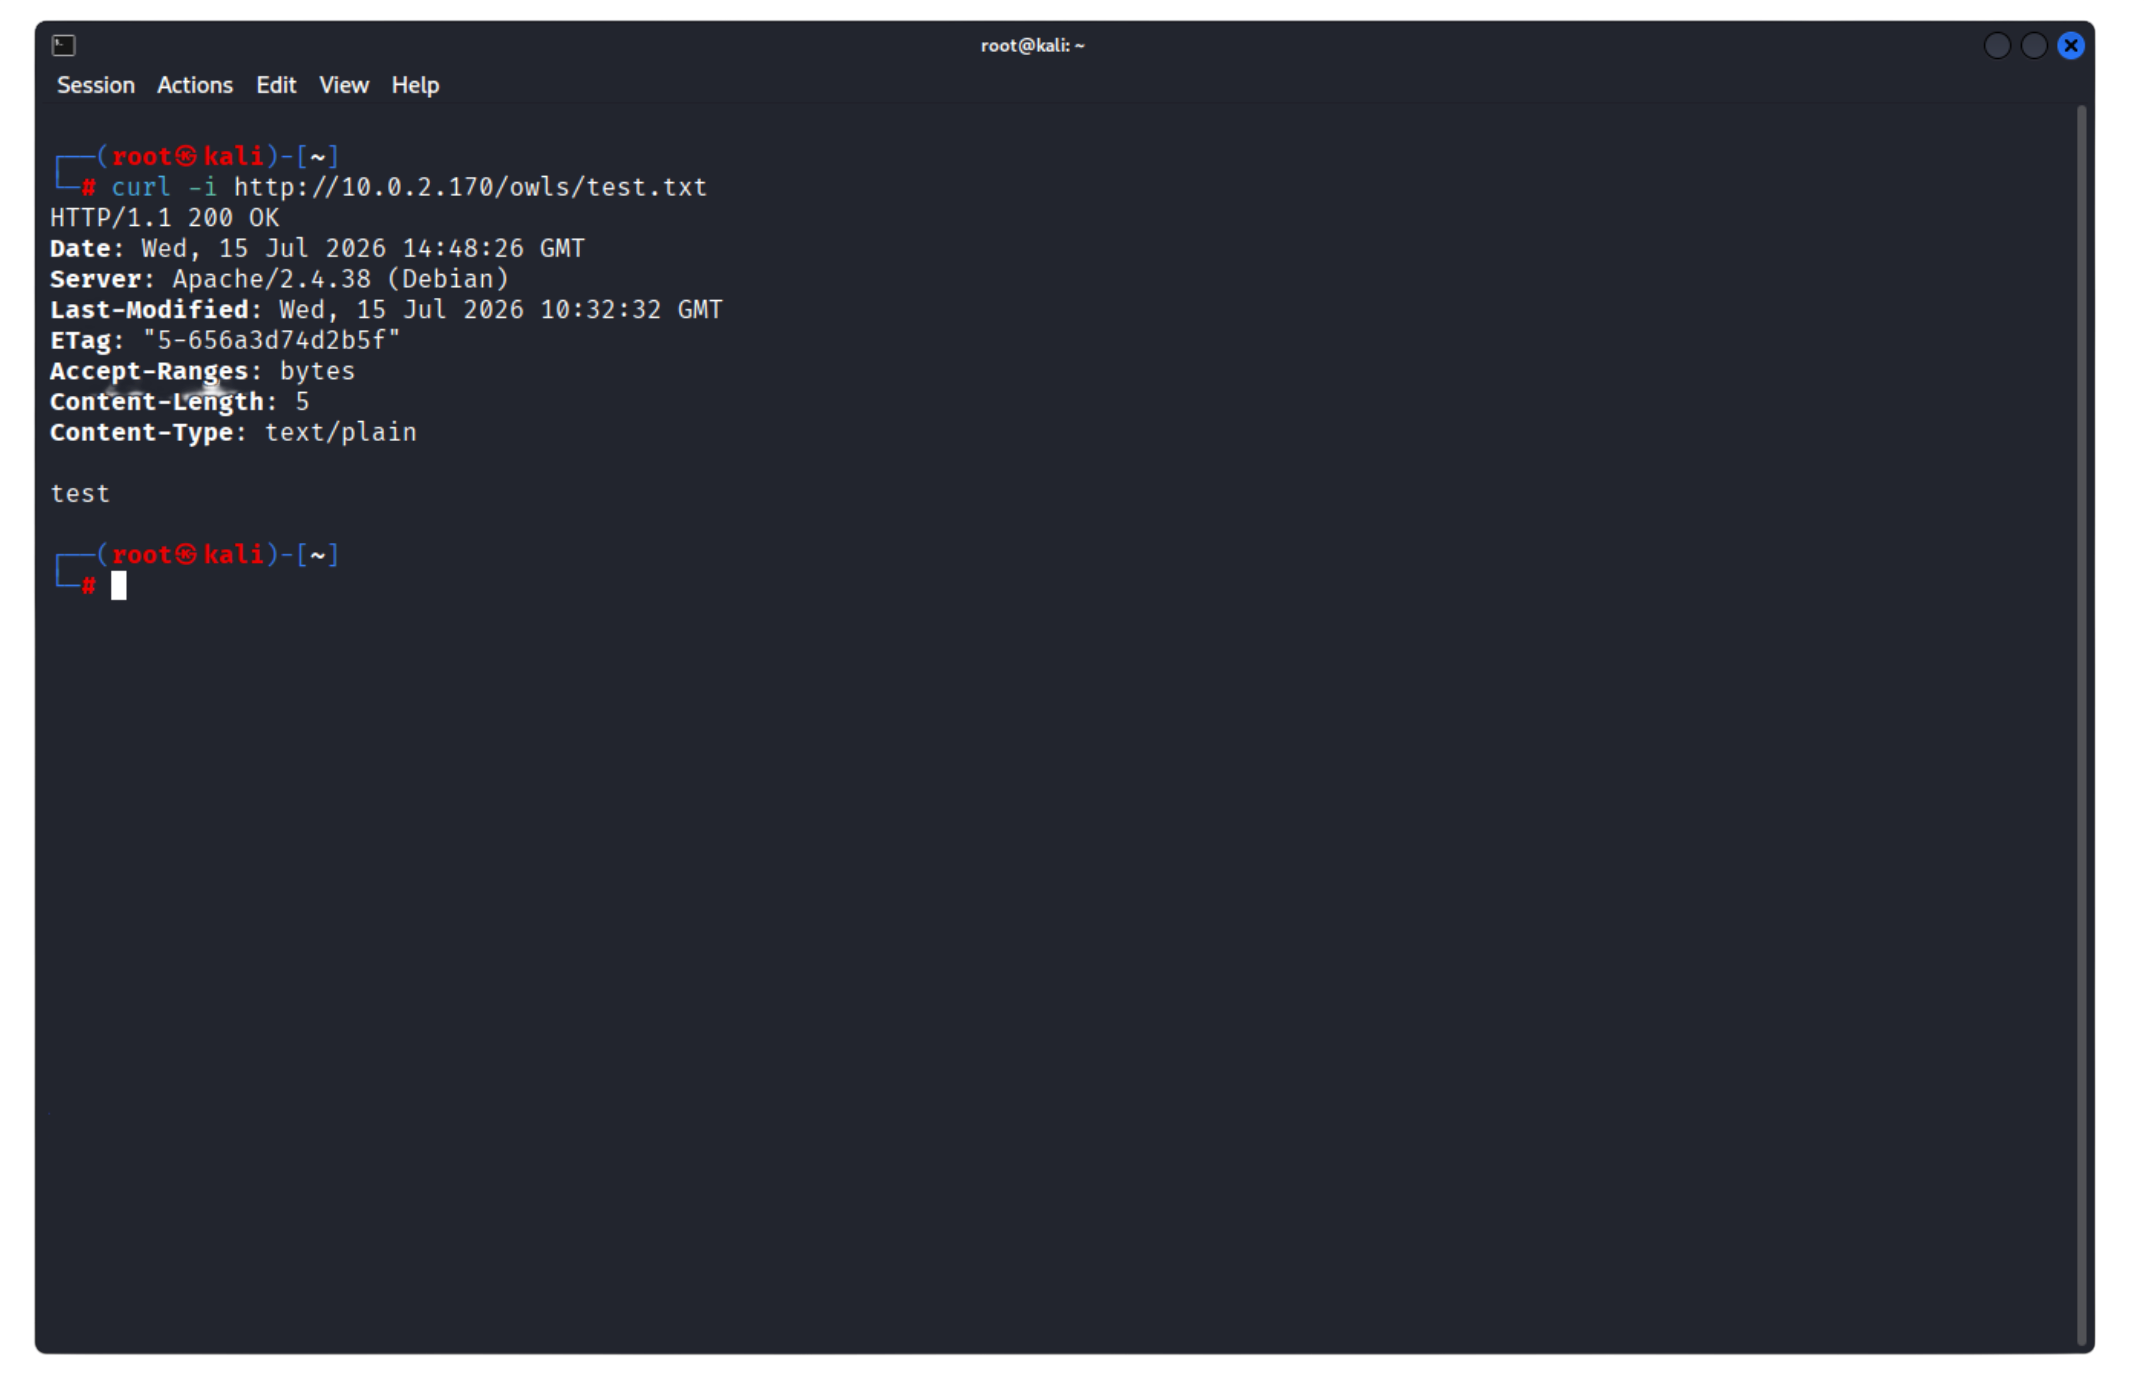 root@kali: ~
Session Actions Edit View Help
┌──(root㉿kali)-[~]
└─# curl -i http://10.0.2.170/owls/test.txt
HTTP/1.1 200 OK
Date: Wed, 15 Jul 2026 14:48:26 GMT
Server: Apache/2.4.38 (Debian)
Last-Modified: Wed, 15 Jul 2026 10:32:32 GMT
ETag: "5-656a3d74d2b5f"
Accept-Ranges: bytes
Content-Length: 5
Content-Type: text/plain
test
┌──(root㉿kali)-[~]
└─#